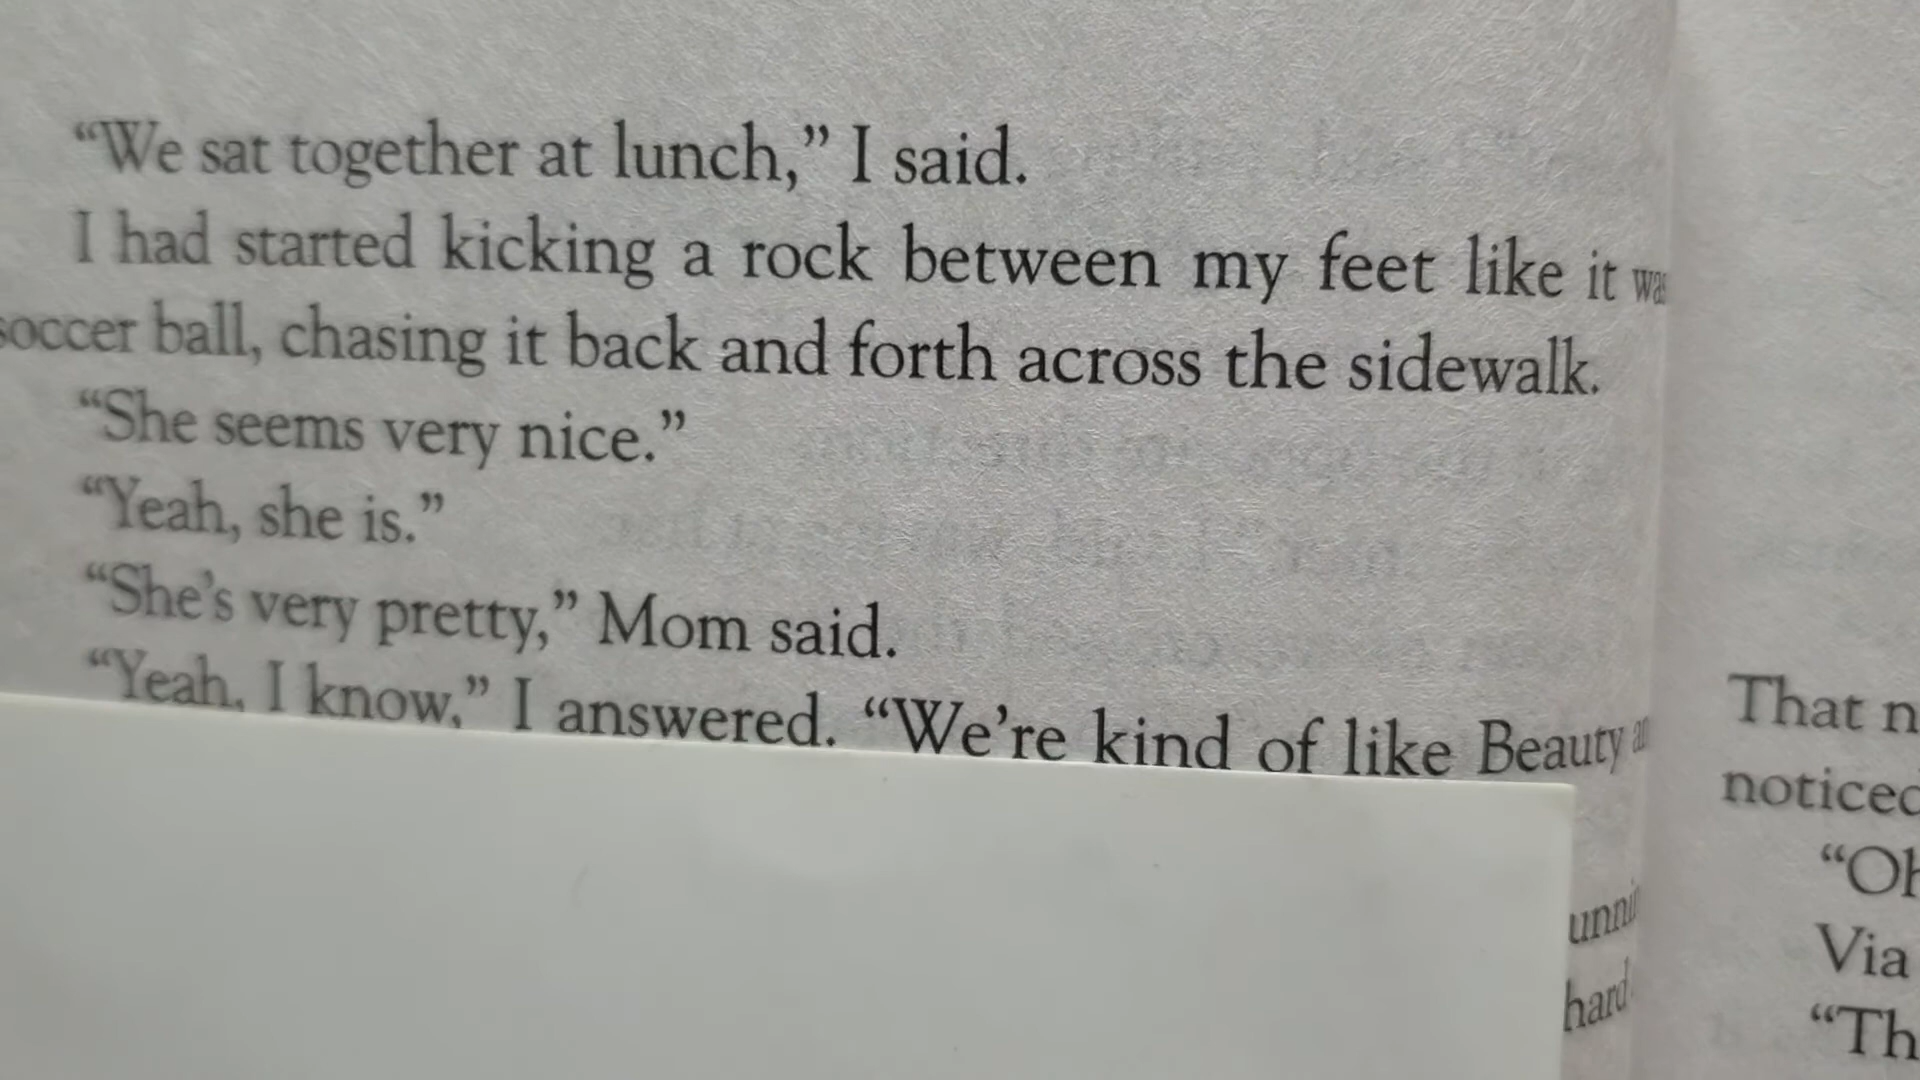 “We sat together at lunch,” I said.
I had started kicking a rock between my feet like it was
soccer ball, chasing it back and forth across the sidewalk.
“She seems very nice.”
“Yeah, she is.”
“She’s very pretty,” Mom said.
“Yeah, I know,” I answered. “We’re kind of like Beauty
hard
That
noticed
Via